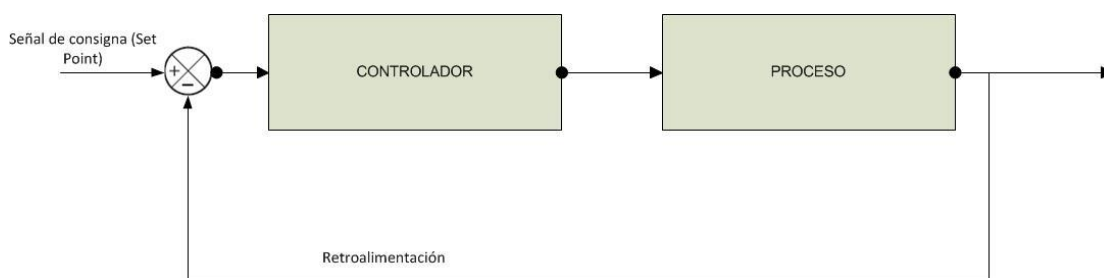 Señal de consigna (Set
Point)
+
−
CONTROLADOR
PROCESO
Retroalimentación